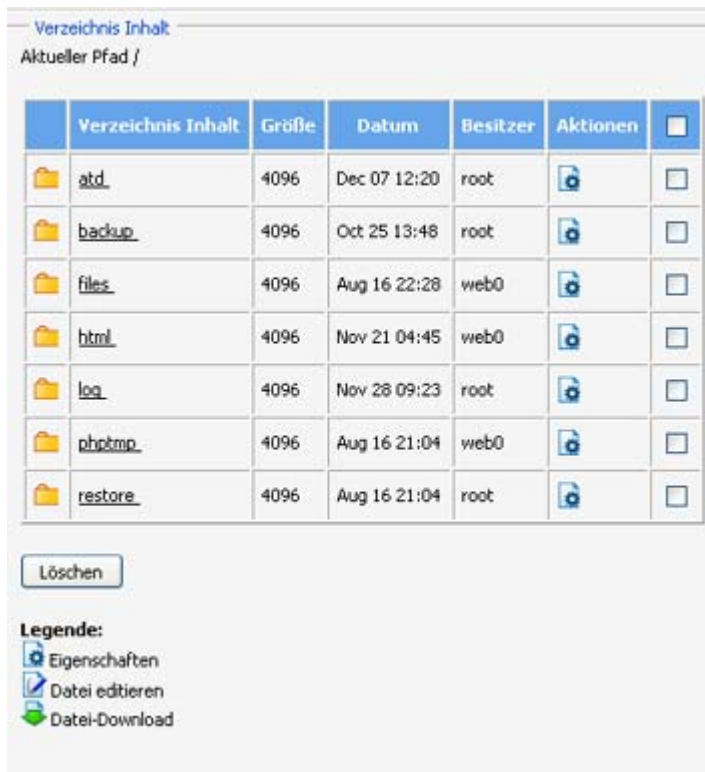 Verzeichnis Inhalt
Aktueller Pfad /
Verzeichnis Inhalt Größe Datum Besitzer Aktionen
atd 4096 Dec 07 12:20 root
backup 4096 Oct 25 13:48 root
files 4096 Aug 16 22:28 web0
html 4096 Nov 21 04:45 web0
log 4096 Nov 28 09:23 root
phptmp 4096 Aug 16 21:04 web0
restore 4096 Aug 16 21:04 root
Löschen
Legende:
Eigenschaften
Datei editieren
Datei-Download